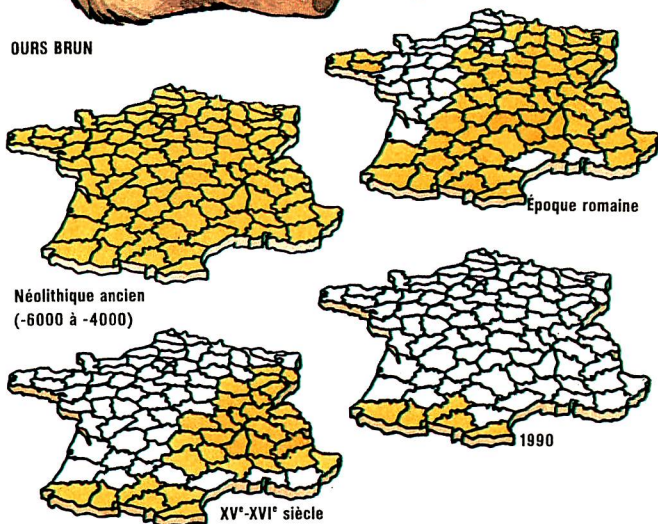 OURS BRUN
Époque romaine
Néolithique ancien
(-6000 à -4000)
1990
XVᵉ-XVIᵉ siècle